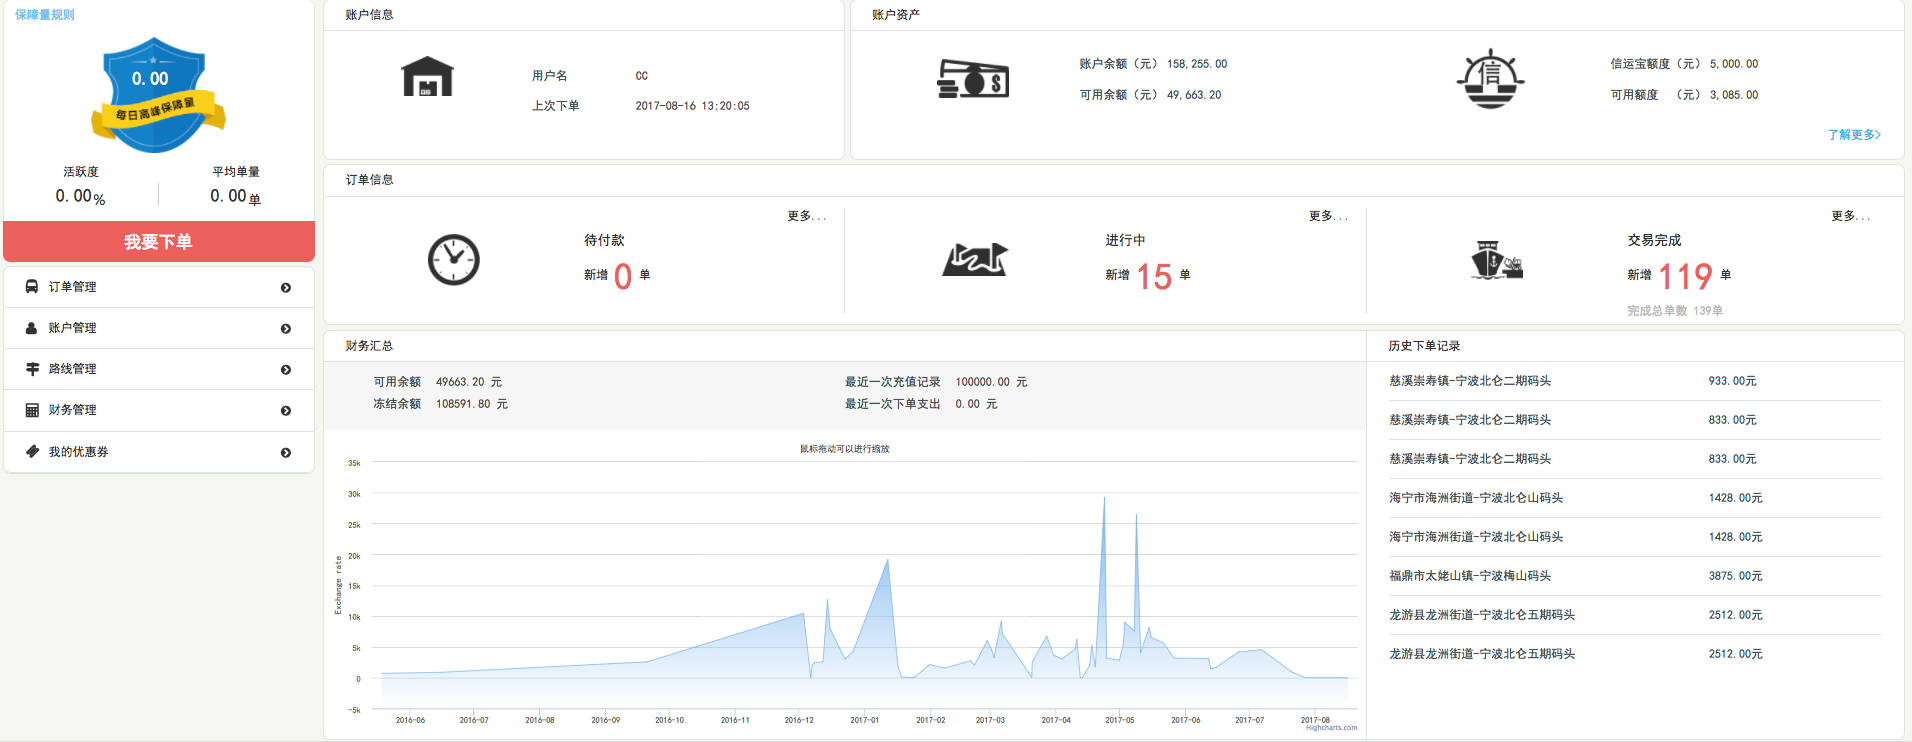 保障量规则
0.00
每日高峰保障量
活跃度
平均单量
0.00%
0.00单
我要下单
订单管理
账户管理
路线管理
财务管理
我的优惠券
账户信息
用户名 CC
上次下单 2017-08-16 13:20:05
账户资产
账户余额（元） 158,255.00
可用余额（元） 49,663.20
信
信运宝额度（元） 5,000.00
可用额度 （元） 3,085.00
了解更多>
订单信息
更多...
待付款
新增 0 单
更多...
进行中
新增 15 单
更多...
交易完成
新增 119 单
完成总单数 139单
财务汇总
可用余额 49663.20 元
最近一次充值记录 100000.00 元
冻结余额 108591.80 元
最近一次下单支出 0.00 元
鼠标拖动可以进行缩放
Exchange rate
35k
30k
25k
20k
15k
10k
5k
0
-5k
2016-06 2016-07 2016-08 2016-09 2016-10 2016-11 2016-12 2017-01 2017-02 2017-03 2017-04 2017-05 2017-06 2017-07 2017-08
Highcharts.com
历史下单记录
慈溪崇寿镇-宁波北仑二期码头 933.00元
慈溪崇寿镇-宁波北仑二期码头 833.00元
慈溪崇寿镇-宁波北仑二期码头 833.00元
海宁市海洲街道-宁波北仑山码头 1428.00元
海宁市海洲街道-宁波北仑山码头 1428.00元
福鼎市太姥山镇-宁波梅山码头 3875.00元
龙游县龙洲街道-宁波北仑五期码头 2512.00元
龙游县龙洲街道-宁波北仑五期码头 2512.00元